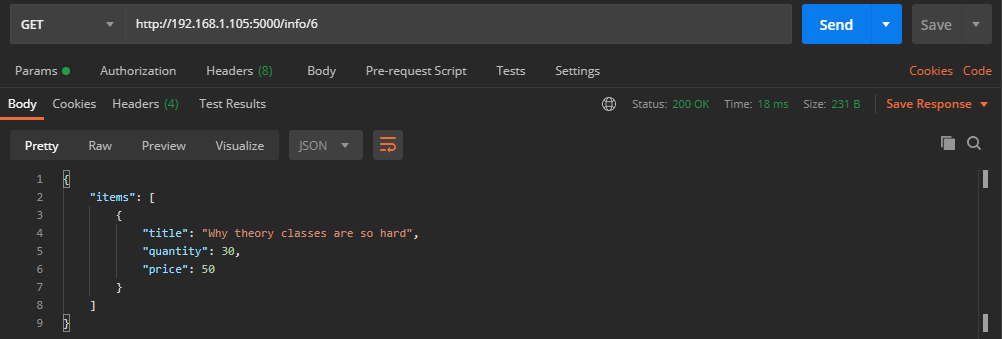 GET http://192.168.1.105:5000/info/6 Send Save
Params Authorization Headers (8) Body Pre-request Script Tests Settings Cookies Code
Body Cookies Headers (4) Test Results Status: 200 OK Time: 18 ms Size: 231 B Save Response
Pretty Raw Preview Visualize JSON
1 {
2 "items": [
3 {
4 "title": "Why theory classes are so hard",
5 "quantity": 30,
6 "price": 50
7 }
8 ]
9 }